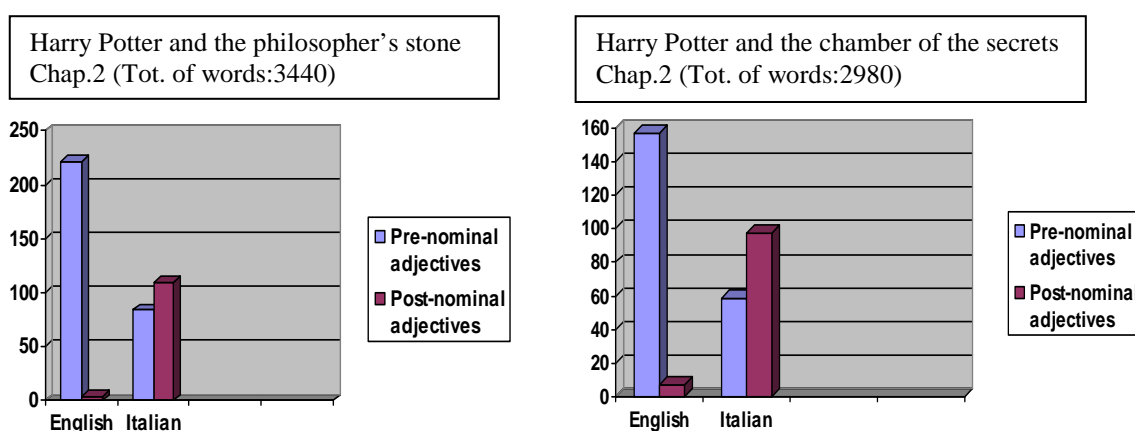 Harry Potter and the philosopher's stone
Chap.2 (Tot. of words:3440)
250
200
150
100
50
0
English Italian
Pre-nominal
adjectives
Post-nominal
adjectives
Harry Potter and the chamber of the secrets
Chap.2 (Tot. of words:2980)
160
140
120
100
80
60
40
20
0
English Italian
Pre-nominal
adjectives
Post-nominal
adjectives